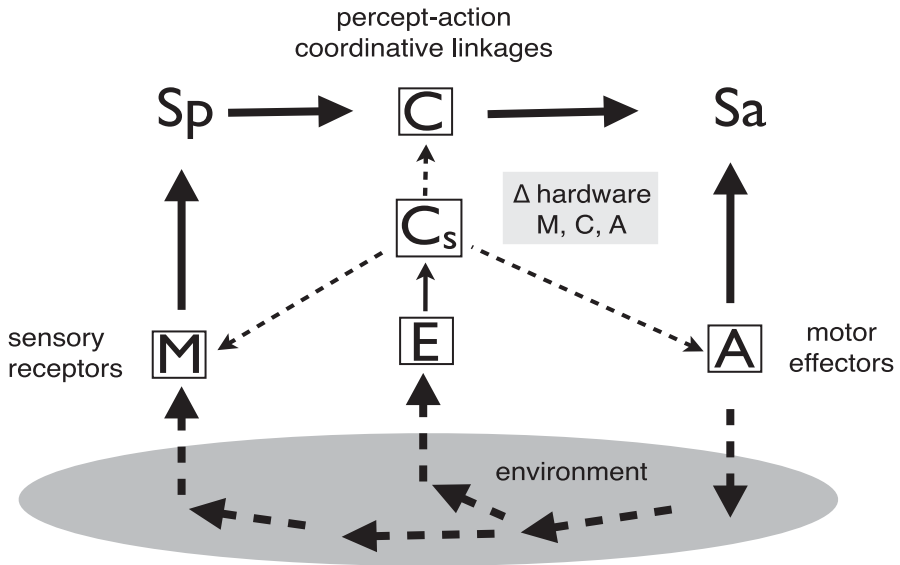 percept-action
coordinative linkages
Sp
C
Sa
Cs
Δ hardware
M, C, A
sensory
receptors
M
E
A
motor
effectors
environment